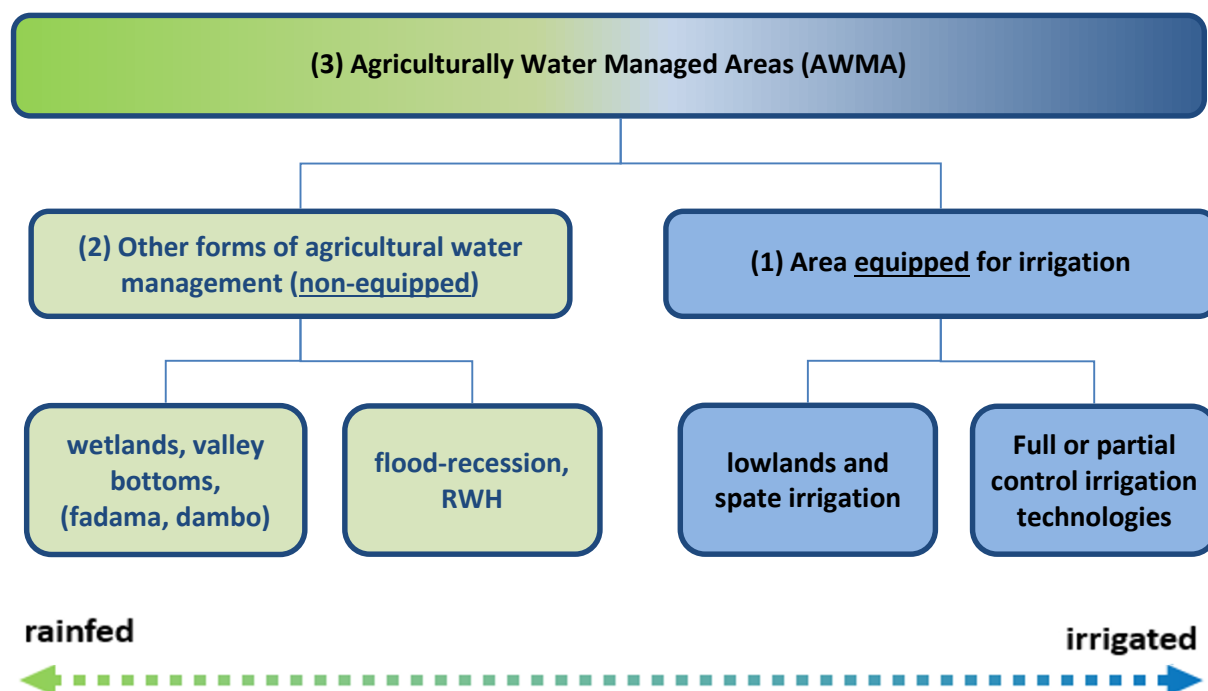 (3) Agriculturally Water Managed Areas (AWMA)
(2) Other forms of agricultural water
management (non-equipped)
(1) Area equipped for irrigation
wetlands, valley
bottoms,
(fadama, dambo)
flood-recession,
RWH
lowlands and
spate irrigation
Full or partial
control irrigation
technologies
rainfed
irrigated